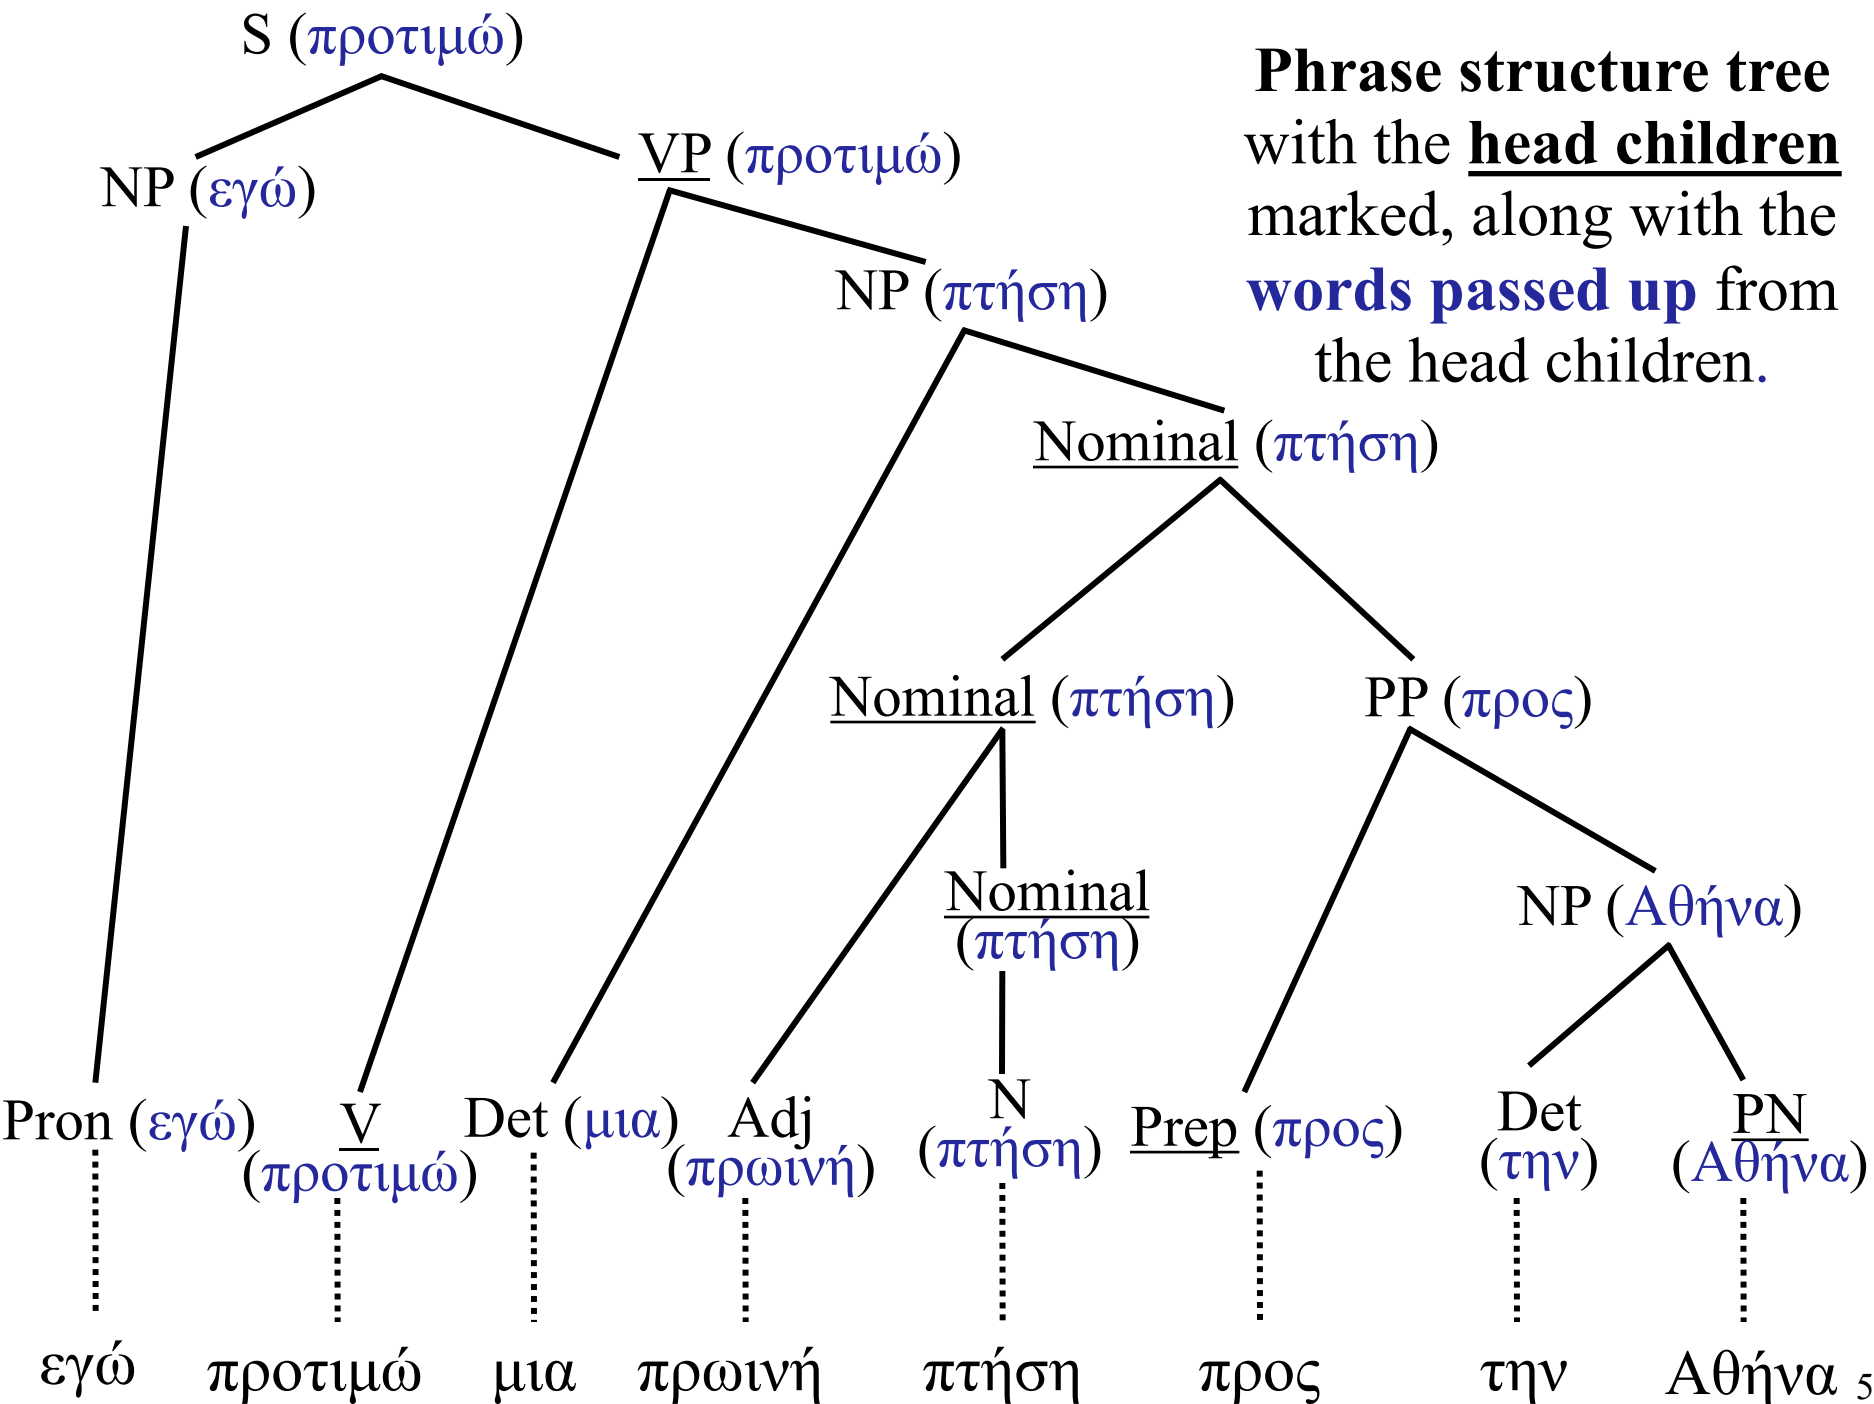 S (προτιμώ)
Phrase structure tree
with the head children
marked, along with the
words passed up from
the head children.
VP (προτιμώ)
NP (εγώ)
NP (πτήση)
Nominal (πτήση)
Nominal (πτήση)
PP (προς)
Nominal
(πτήση)
NP (Αθήνα)
Pron (εγώ)
V
(προτιμώ)
Det (μια)
Adj
(πρωινή)
N
(πτήση)
Prep (προς)
Det
(την)
PN
(Αθήνα)
εγώ προτιμώ μια πρωινή πτήση προς την Αθήνα 5